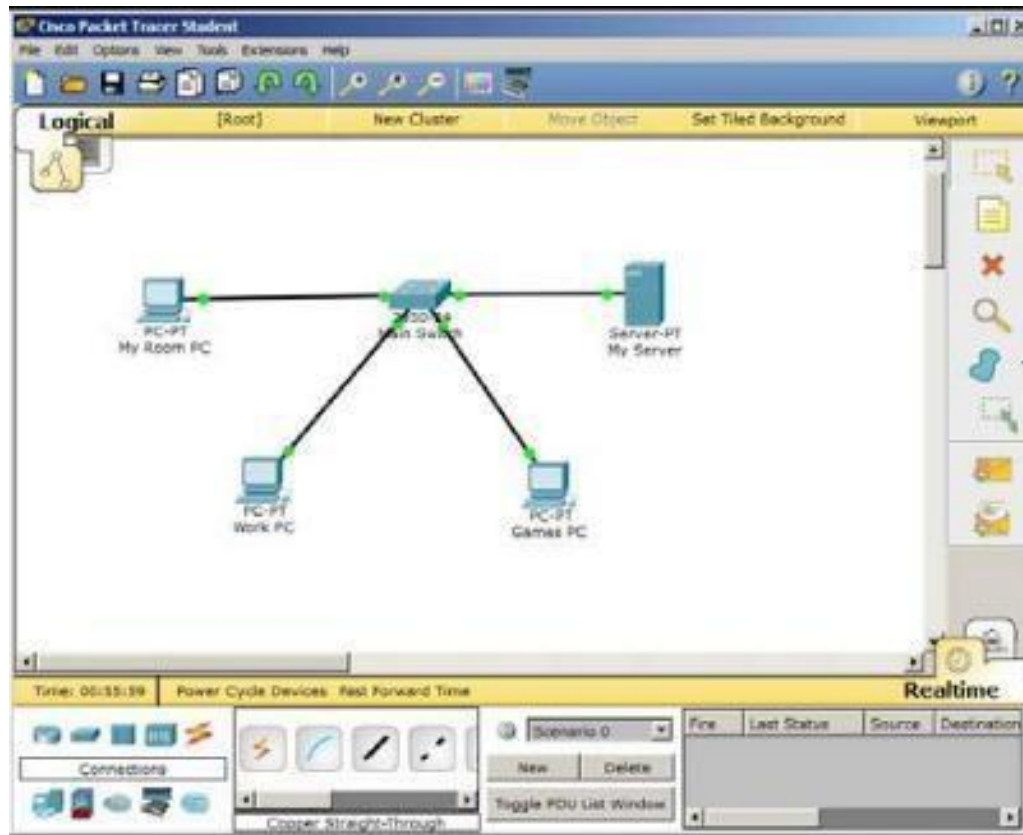 Cisco Packet Tracer Student
File Edit Options View Tools Extensions Help
Logical [Root] New Cluster Move Object Set Tiled Background Viewport
PC-PT
My Room PC
Main Switch
Server-PT
My Server
PC-PT
Work PC
PC-PT
Games PC
Time: 00:55:59 Power Cycle Devices Fast Forward Time Realtime
Scenario 0
Fire Last Status Source Destination
Connections
New Delete
Toggle PDU List Window
Copper Straight-Through